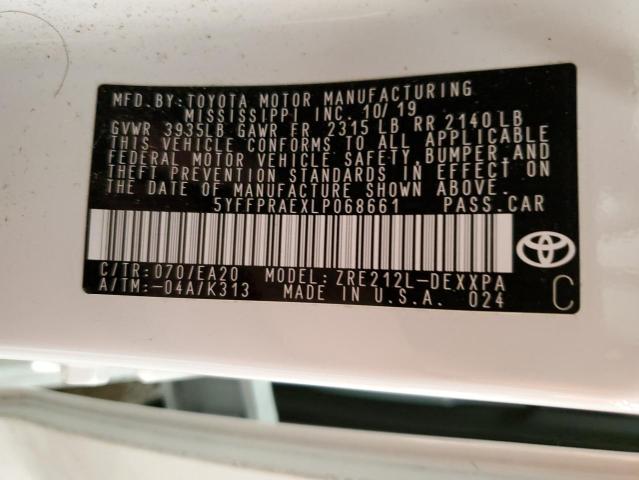 MFD.BY:TOYOTA MOTOR MANUFACTURING
MISSISSIPPI INC. 10/19
GVWR 3935LB GAWR FR 2315 LB RR 2140 LB
THIS VEHICLE CONFORMS TO ALL APPLICABLE
FEDERAL MOTOR VEHICLE SAFETY,BUMPER,AND
THEFT PREVENTION STANDARDS IN EFFECT ON
THE DATE OF MANUFACTURE SHOWN ABOVE.
5YFFPRAEXLP068661 PASS.CAR
C/TR:070/EA20 MODEL:ZRE212L-DEXXPA
A/TM:-04A/K313 MADE IN U.S.A. 024
C